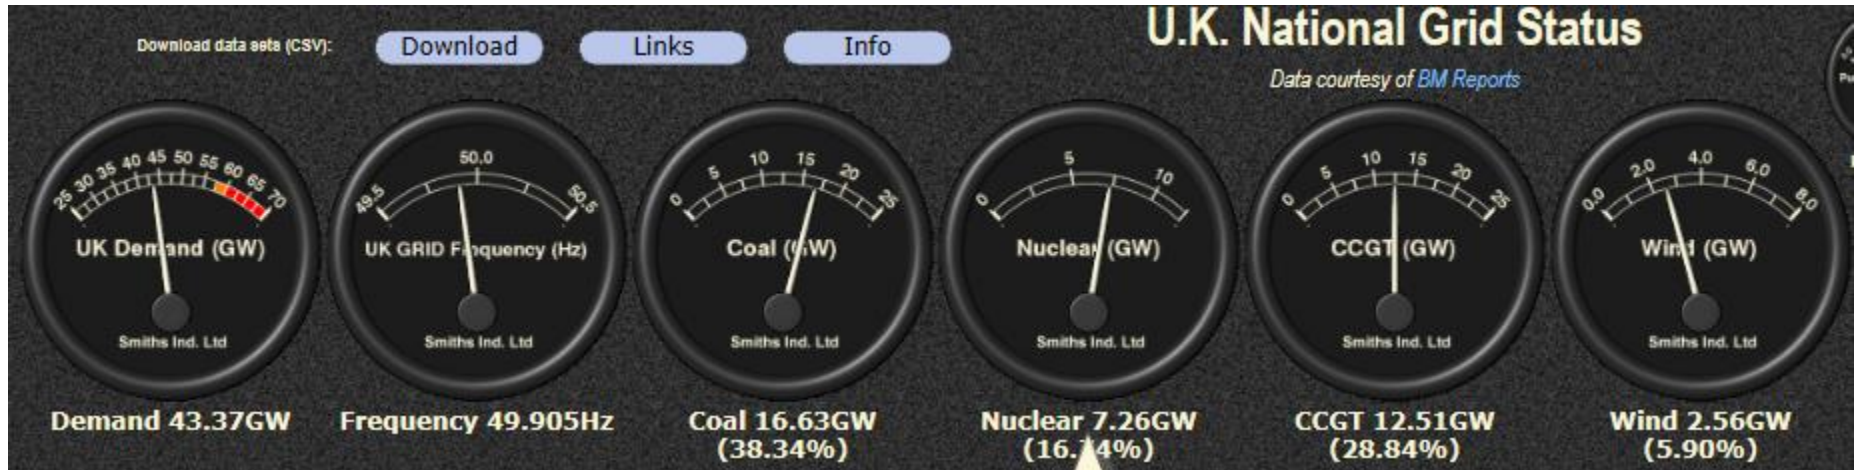 U.K. National Grid Status
Download data sets (CSV):
Download
Links
Info
Data courtesy of BM Reports
25 30 35 40 45 50 55 60 65 70
UK Demand (GW)
Smiths Ind. Ltd
Demand 43.37GW
49.5 50.0 50.5
UK GRID Frequency (Hz)
Smiths Ind. Ltd
Frequency 49.905Hz
0 5 10 15 20 25
Coal (GW)
Smiths Ind. Ltd
Coal 16.63GW
(38.34%)
0 5 10
Nuclear (GW)
Smiths Ind. Ltd
Nuclear 7.26GW
0 5 10 15 20 25
CCGT (GW)
Smiths Ind. Ltd
CCGT 12.51GW
(28.84%)
0.0 2.0 4.0 6.0 8.0
Wind (GW)
Smiths Ind. Ltd
Wind 2.56GW
(5.90%)